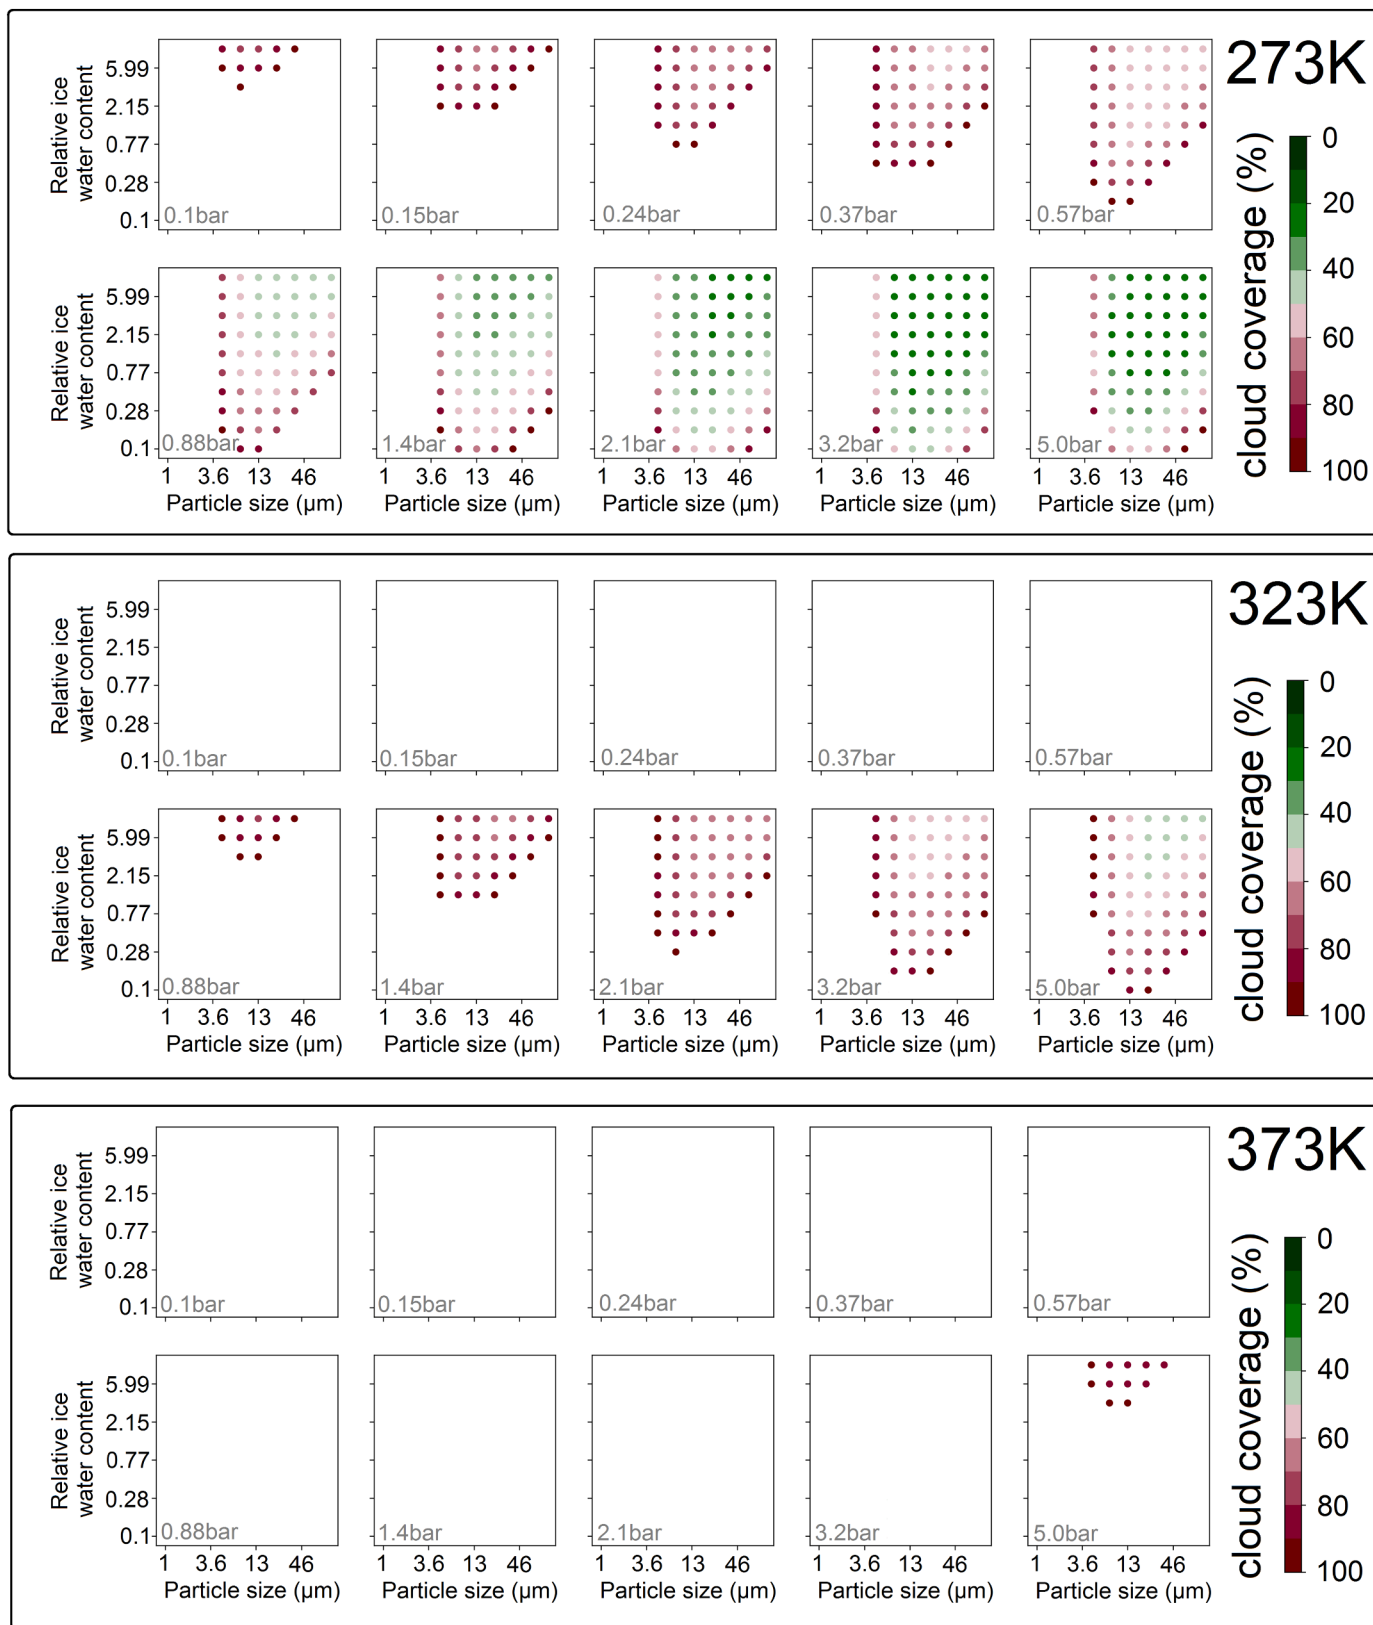 273K
Relative ice
water content
5.99
2.15
0.77
0.28
0.1
0.1bar
0.15bar
0.24bar
0.37bar
0.57bar
Relative ice
water content
5.99
2.15
0.77
0.28
0.1
0.88bar
1.4bar
2.1bar
3.2bar
5.0bar
1 3.6 13 46
1 3.6 13 46
1 3.6 13 46
1 3.6 13 46
1 3.6 13 46
Particle size (µm)
Particle size (µm)
Particle size (µm)
Particle size (µm)
Particle size (µm)
cloud coverage (%)
0
20
40
60
80
100
323K
Relative ice
water content
5.99
2.15
0.77
0.28
0.1
0.1bar
0.15bar
0.24bar
0.37bar
0.57bar
Relative ice
water content
5.99
2.15
0.77
0.28
0.1
0.88bar
1.4bar
2.1bar
3.2bar
5.0bar
1 3.6 13 46
1 3.6 13 46
1 3.6 13 46
1 3.6 13 46
1 3.6 13 46
Particle size (µm)
Particle size (µm)
Particle size (µm)
Particle size (µm)
Particle size (µm)
cloud coverage (%)
0
20
40
60
80
100
373K
Relative ice
water content
5.99
2.15
0.77
0.28
0.1
0.1bar
0.15bar
0.24bar
0.37bar
0.57bar
Relative ice
water content
5.99
2.15
0.77
0.28
0.1
0.88bar
1.4bar
2.1bar
3.2bar
5.0bar
1 3.6 13 46
1 3.6 13 46
1 3.6 13 46
1 3.6 13 46
1 3.6 13 46
Particle size (µm)
Particle size (µm)
Particle size (µm)
Particle size (µm)
Particle size (µm)
cloud coverage (%)
0
20
40
60
80
100